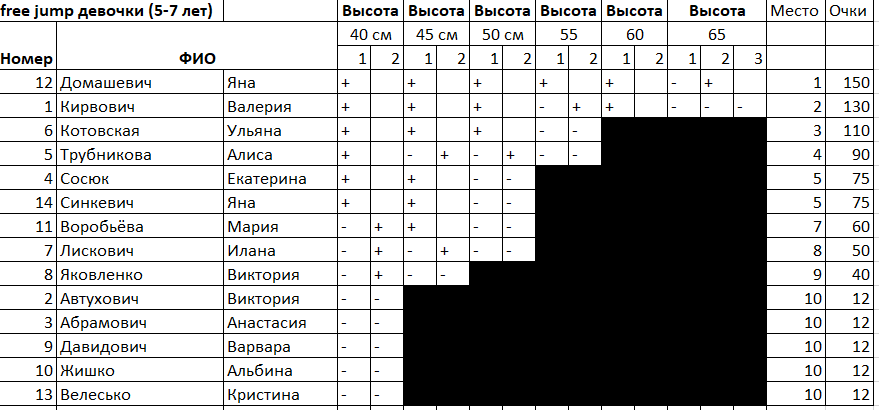 free jump девочки (5-7 лет) Высота Высота Высота Высота Высота Высота Место Очки
40 см 45 см 50 см 55 60 65
Номер ФИО 1 2 1 2 1 2 1 2 1 2 1 2 3
12 Домашевич Яна + + + + + - + 1 150
1 Кирвович Валерия + + + - + + - - - 2 130
6 Котовская Ульяна + + + - - 3 110
5 Трубникова Алиса + - + - + - - 4 90
4 Сосюк Екатерина + + - - 5 75
14 Синкевич Яна + + - - 5 75
11 Воробьёва Мария - + + - - 7 60
7 Лискович Илана - + - + - - 8 50
8 Яковленко Виктория - + - - 9 40
2 Автухович Виктория - - 10 12
3 Абрамович Анастасия - - 10 12
9 Давидович Варвара - - 10 12
10 Жишко Альбина - - 10 12
13 Велесько Кристина - - 10 12